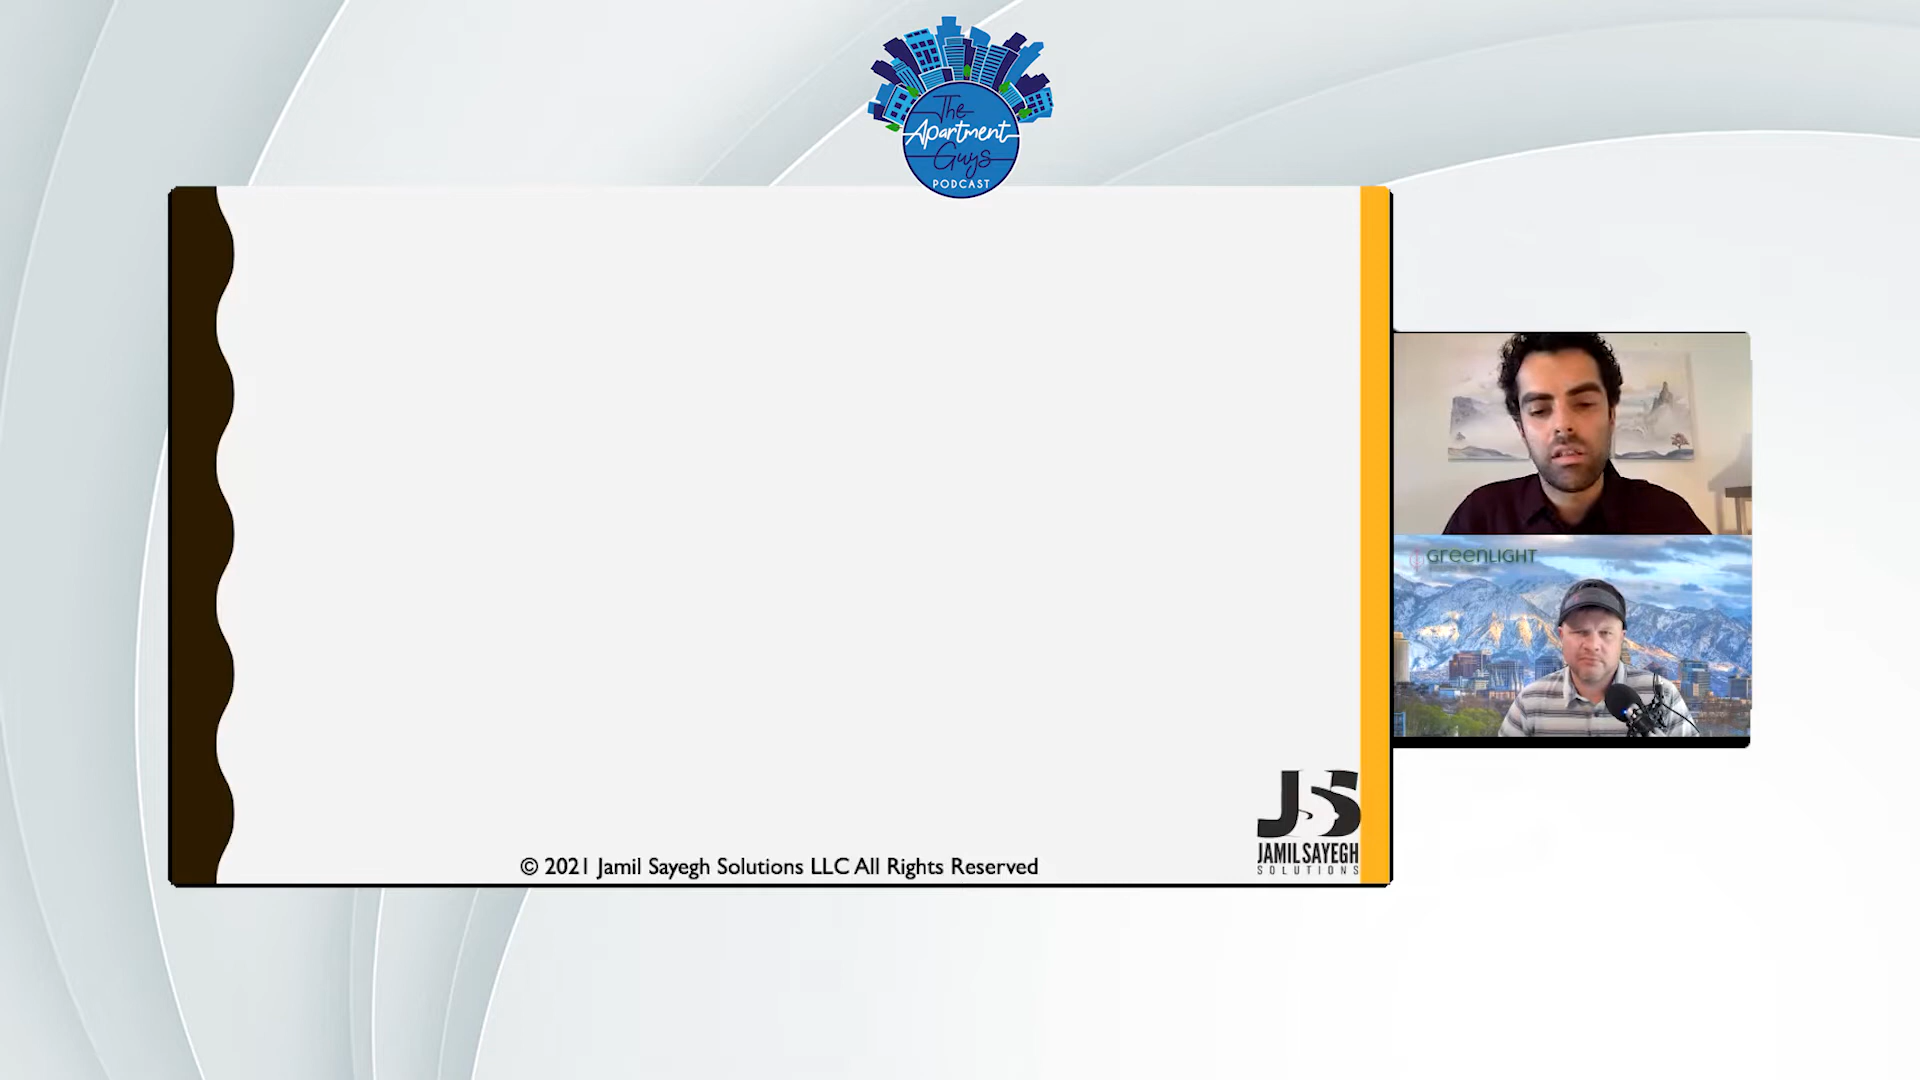 The
Apartment
Guys
PODCAST
GREENLIGHT
JS
JAMIL SAYEGH
SOLUTIONS
© 2021 Jamil Sayegh Solutions LLC All Rights Reserved